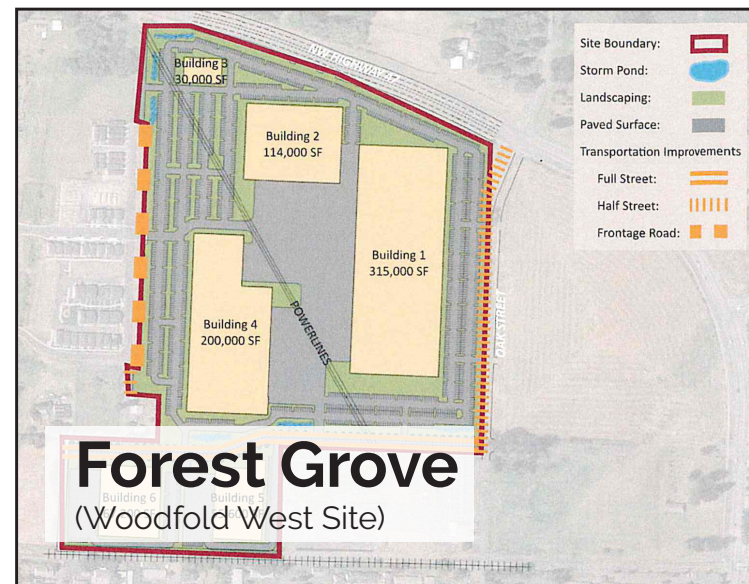 NW HIGHWAY 47
Building 3
30,000 SF
Building 2
114,000 SF
Building 1
315,000 SF
Building 4
200,000 SF
POWERLINES
OAK STREET
Site Boundary:
Storm Pond:
Landscaping:
Paved Surface:
Transportation Improvements
Full Street:
Half Street:
Frontage Road:
Forest Grove
(Woodfold West Site)
Building 6
Building 5